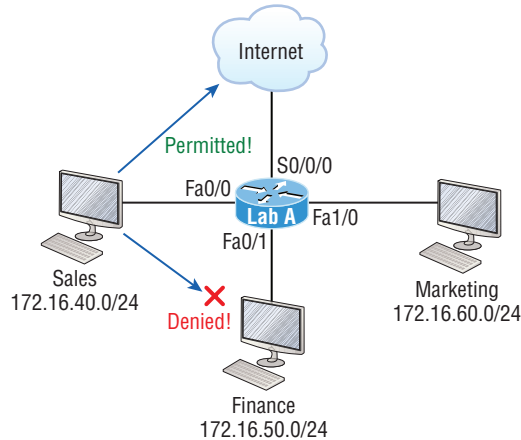 Internet
Permitted!
S0/0/0
Fa0/0
Lab A
Fa1/0
Fa0/1
Sales
172.16.40.0/24
Denied!
Marketing
172.16.60.0/24
Finance
172.16.50.0/24